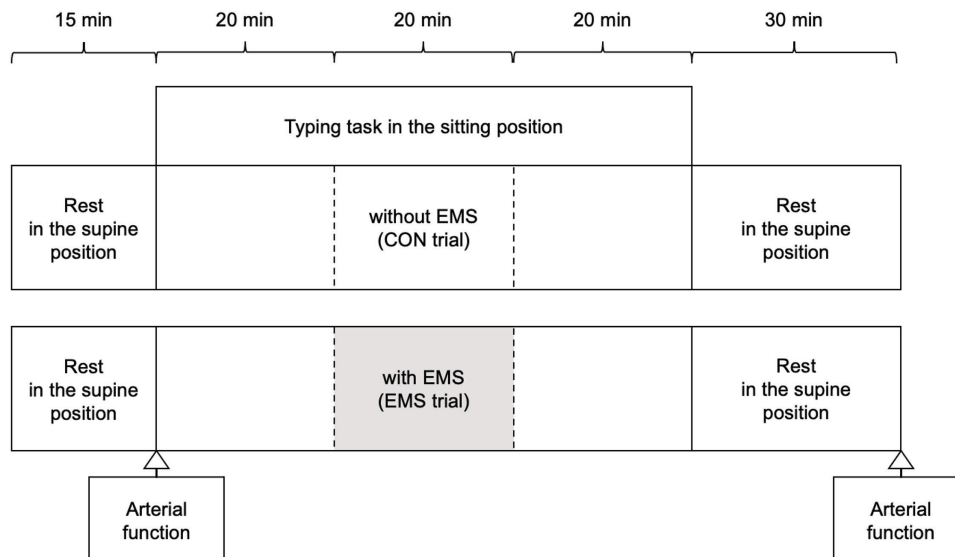 15 min
20 min
20 min
20 min
30 min
Typing task in the sitting position
Rest
in the supine
position
without EMS
(CON trial)
Rest
in the supine
position
Rest
in the supine
position
with EMS
(EMS trial)
Rest
in the supine
position
Arterial
function
Arterial
function